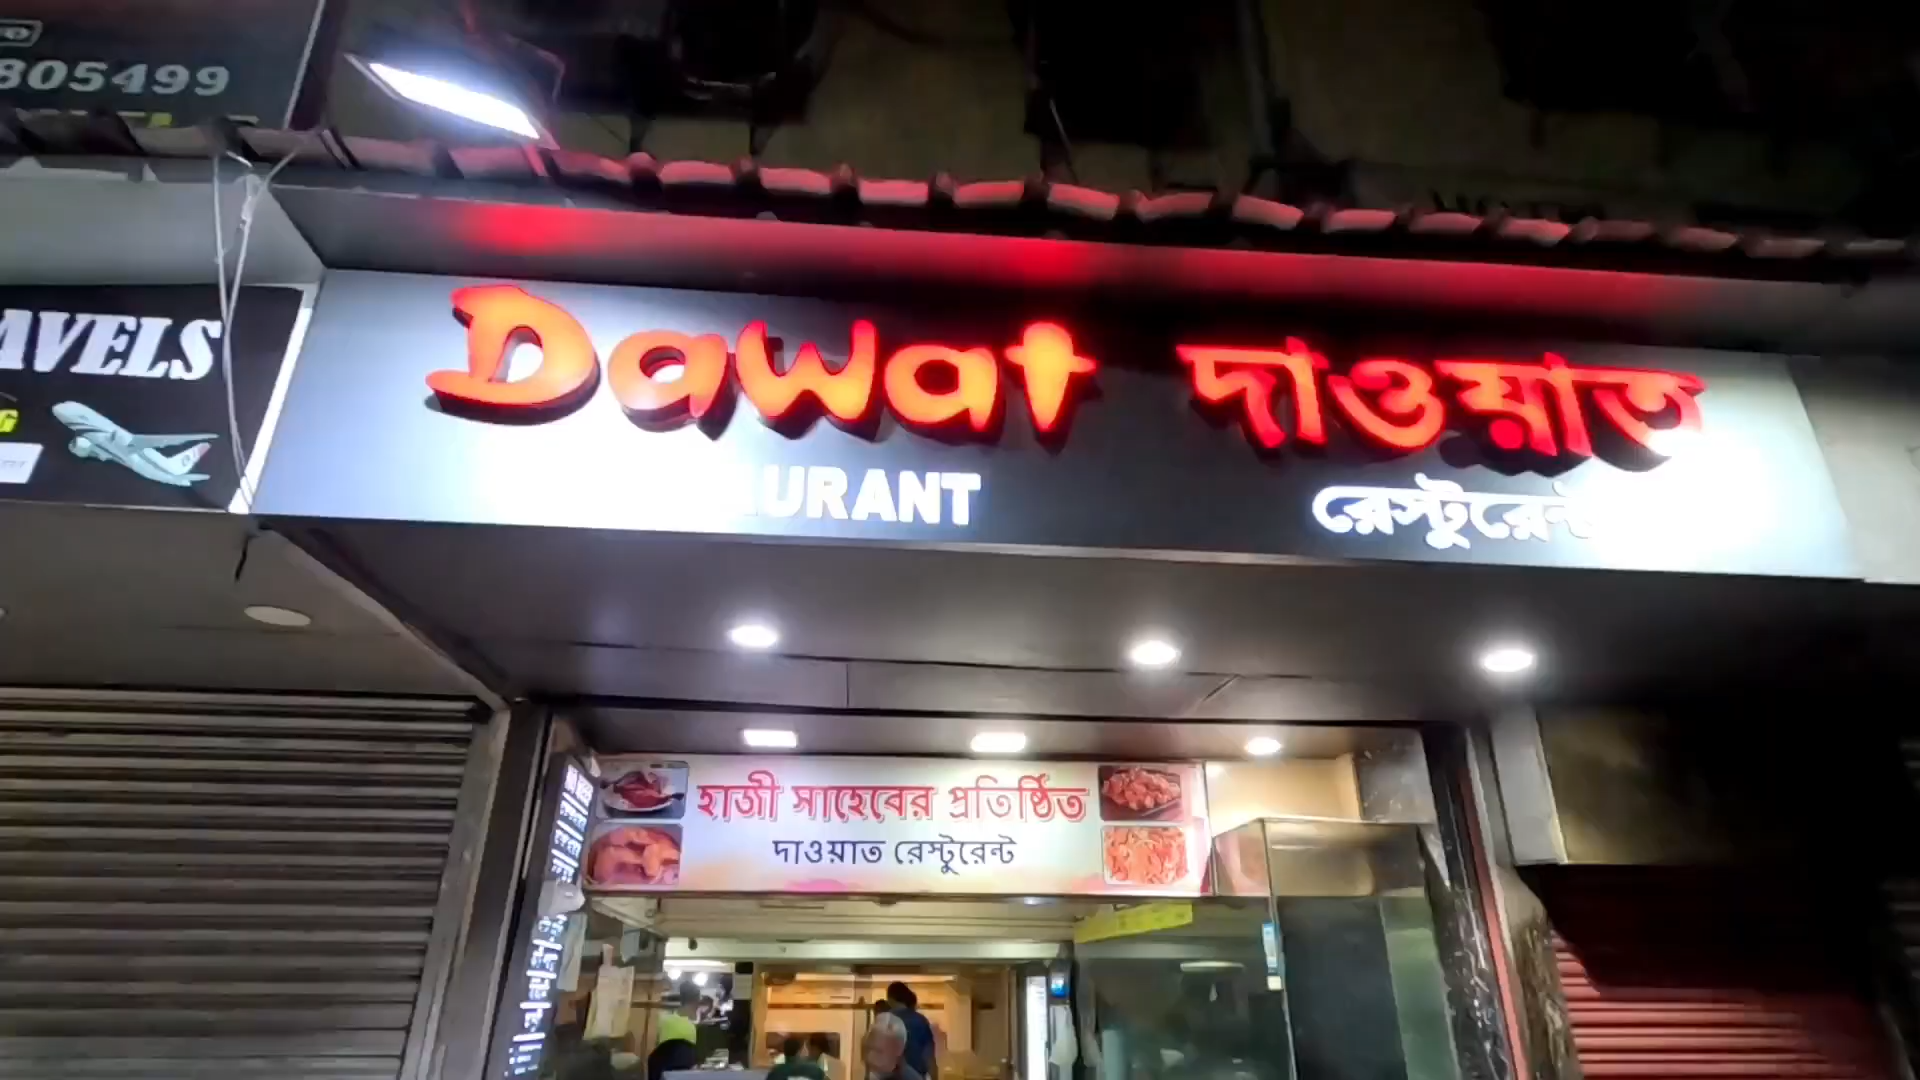 805499
AVELS
G
Dawat দাওয়াত
URANT রেস্টুরেন্ট
হাজী সাহেবের প্রতিষ্ঠিত
দাওয়াত রেস্টুরেন্ট